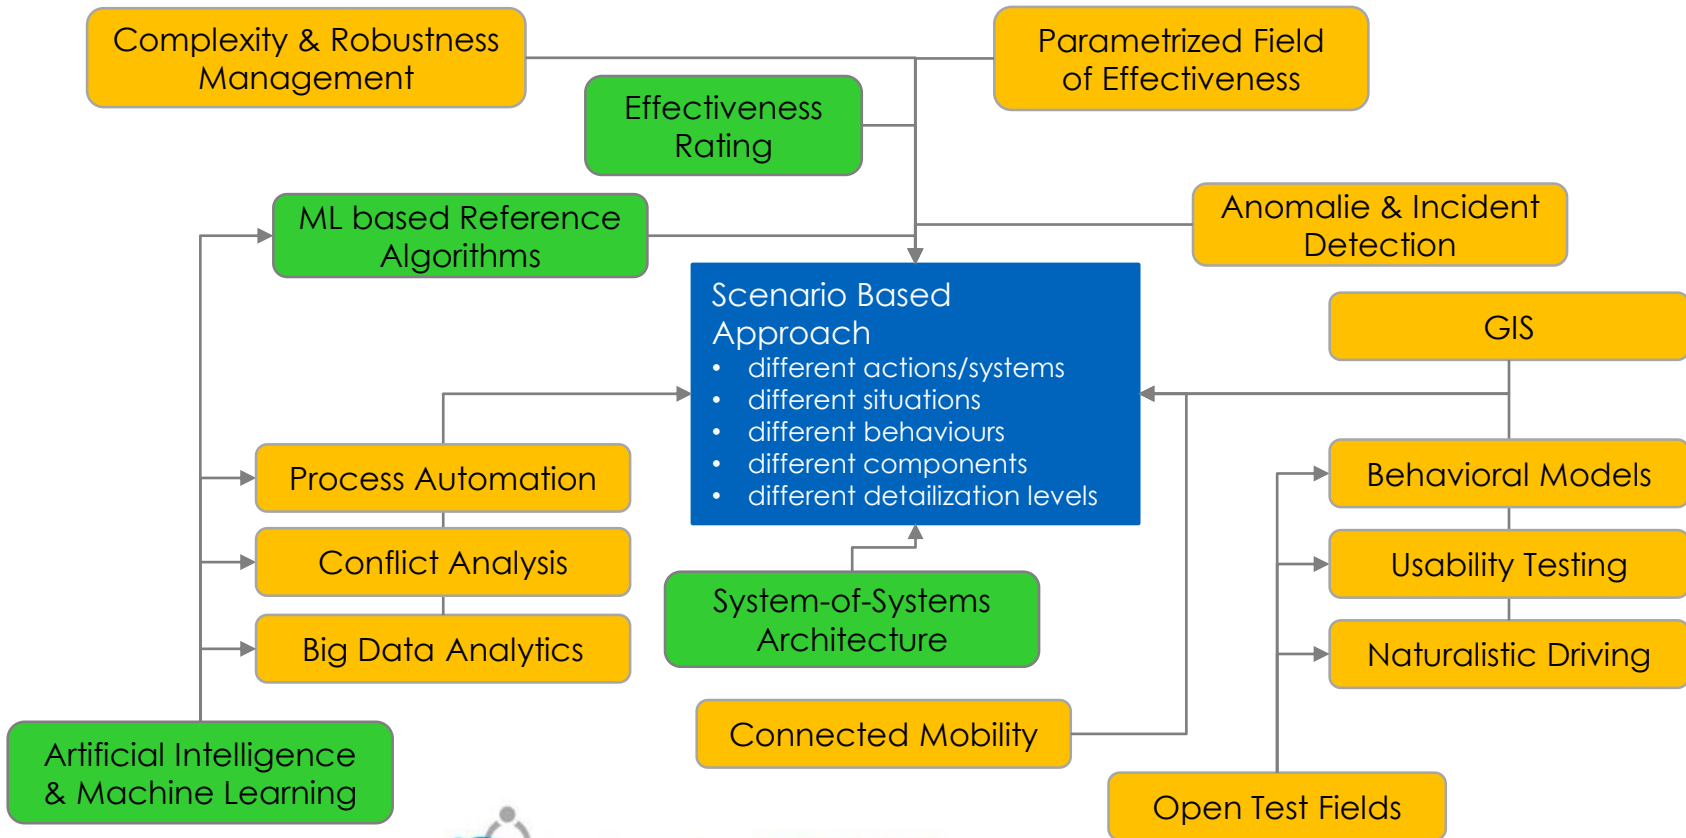 Complexity & Robustness
Management
Parametrized Field
of Effectiveness
Effectiveness
Rating
ML based Reference
Algorithms
Anomalie & Incident
Detection
Scenario Based
Approach
• different actions/systems
• different situations
• different behaviours
• different components
• different detailization levels
GIS
Process Automation
Behavioral Models
Conflict Analysis
Usability Testing
System-of-Systems
Architecture
Big Data Analytics
Naturalistic Driving
Connected Mobility
Artificial Intelligence
& Machine Learning
Open Test Fields